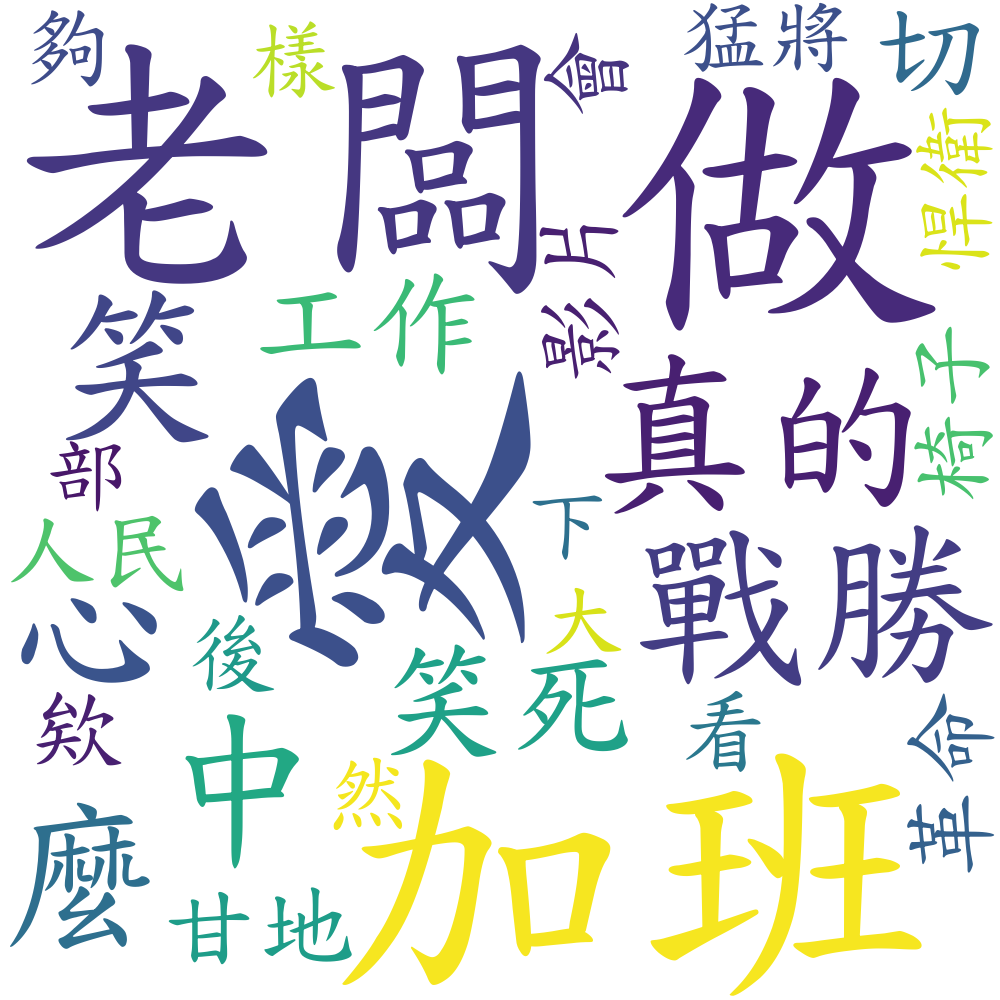 夠
樣
會
猛將
切
老闆
做
悍衛
影片
笑
工作
真的
椅子
愛
部
人民
下
戰勝
心
後
大
笑死
欸
中
看
革命
然
加班
麼
甘地